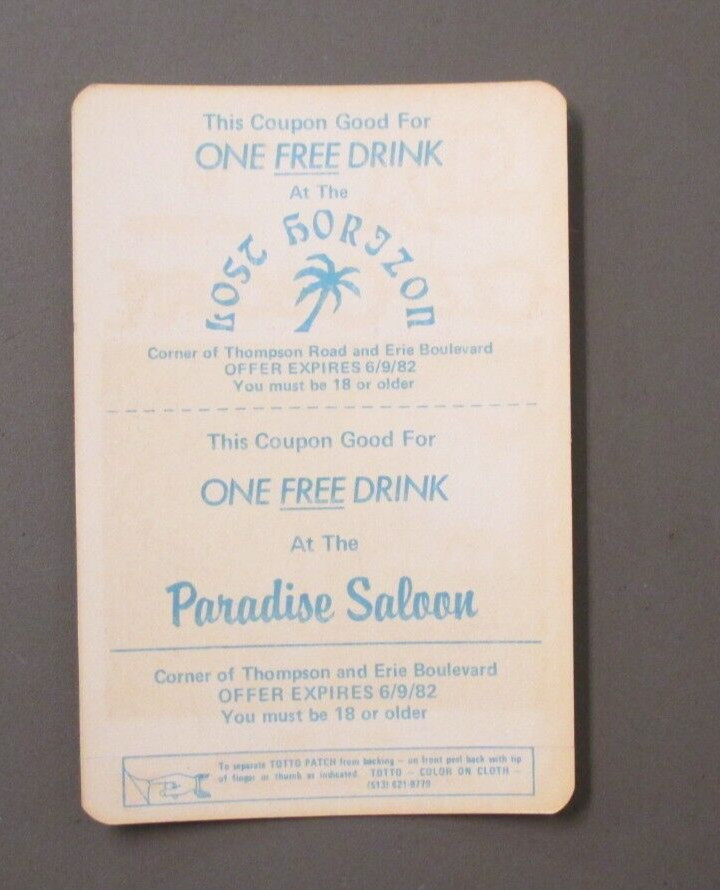 This Coupon Good For
ONE FREE DRINK
At The
LOST HORIZON
Corner of Thompson Road and Erie Boulevard
OFFER EXPIRES 6/9/82
You must be 18 or older
This Coupon Good For
ONE FREE DRINK
At The
Paradise Saloon
Corner of Thompson and Erie Boulevard
OFFER EXPIRES 6/9/82
You must be 18 or older
To separate TOTTO PATCH from backing – on front peel back with tip
of finger or thumb as indicated. TOTTO – COLOR ON CLOTH –
(513) 621-8779